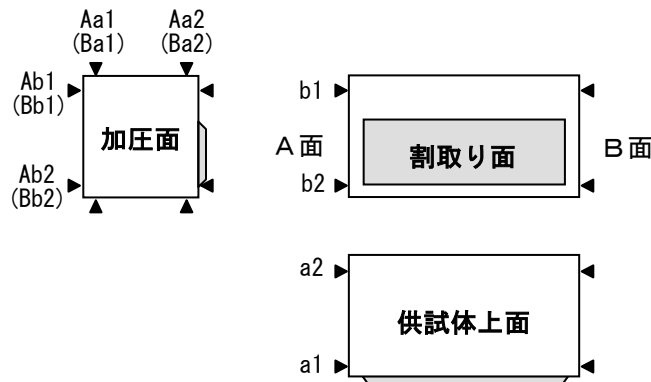 Aa1 Aa2
(Ba1) (Ba2)
Ab1
(Bb1)
加圧面
Ab2
(Bb2)
b1
A面
割取り面
B面
b2
a2
供試体上面
a1